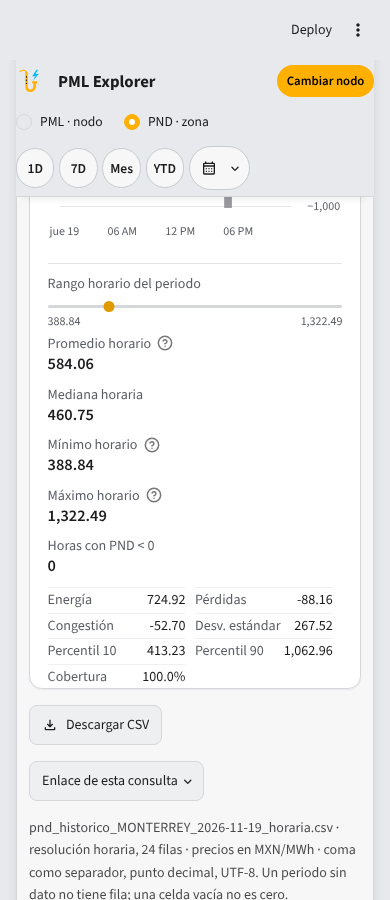 Deploy
PML Explorer
Cambiar nodo
PML · nodo
PND · zona
1D
7D
Mes
YTD
−1,000
jue 19 06 AM 12 PM 06 PM
Rango horario del periodo
388.84 1,322.49
Promedio horario
584.06
Mediana horaria
460.75
Mínimo horario
388.84
Máximo horario
1,322.49
Horas con PND < 0
0
Energía 724.92 Pérdidas -88.16
Congestión -52.70 Desv. estándar 267.52
Percentil 10 413.23 Percentil 90 1,062.96
Cobertura 100.0%
Descargar CSV
Enlace de esta consulta
pnd_historico_MONTERREY_2026-11-19_horaria.csv ·
resolución horaria, 24 filas · precios en MXN/MWh · coma
como separador, punto decimal, UTF-8. Un periodo sin
dato no tiene fila; una celda vacía no es cero.